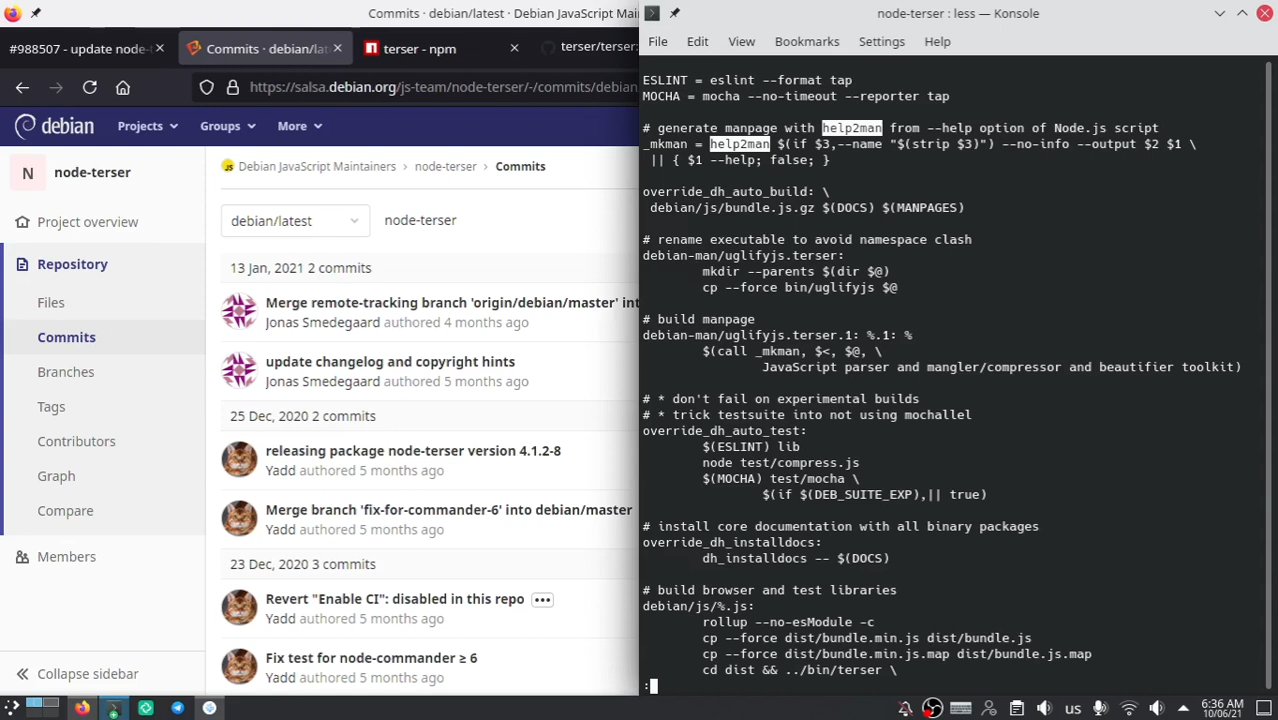 Commits · debian/latest · Debian JavaScript Mai
#988507 - update node-t
Commits · debian/lat
terser - npm
terser/terser:
https://salsa.debian.org/js-team/node-terser/-/commits/debian
debian
Projects
Groups
More
N
node-terser
Project overview
Repository
Files
Commits
Branches
Tags
Contributors
Graph
Compare
Members
Collapse sidebar
Debian JavaScript Maintainers
node-terser
Commits
debian/latest
node-terser
13 Jan, 2021 2 commits
Merge remote-tracking branch 'origin/debian/master' int
Jonas Smedegaard authored 4 months ago
update changelog and copyright hints
Jonas Smedegaard authored 5 months ago
25 Dec, 2020 2 commits
releasing package node-terser version 4.1.2-8
Yadd authored 5 months ago
Merge branch 'fix-for-commander-6' into debian/master
Yadd authored 5 months ago
23 Dec, 2020 3 commits
Revert "Enable CI": disabled in this repo
Yadd authored 5 months ago
Fix test for node-commander ≥ 6
Yadd authored 5 months ago
node-terser : less — Konsole
File Edit View Bookmarks Settings Help
ESLINT = eslint --format tap
MOCHA = mocha --no-timeout --reporter tap
# generate manpage with help2man from --help option of Node.js script
_mkman = help2man $(if $3,--name "$(strip $3)") --no-info --output $2 $1 \
|| { $1 --help; false; }
override_dh_auto_build: \
debian/js/bundle.js.gz $(DOCS) $(MANPAGES)
# rename executable to avoid namespace clash
debian-man/uglifyjs.terser:
mkdir --parents $(dir $@)
cp --force bin/uglifyjs $@
# build manpage
debian-man/uglifyjs.terser.1: %.1: %
$(call _mkman, $<, $@, \
JavaScript parser and mangler/compressor and beautifier toolkit)
# * don't fail on experimental builds
# * trick testsuite into not using mochallel
override_dh_auto_test:
$(ESLINT) lib
node test/compress.js
$(MOCHA) test/mocha \
$(if $(DEB_SUITE_EXP),|| true)
# install core documentation with all binary packages
override_dh_installdocs:
dh_installdocs -- $(DOCS)
# build browser and test libraries
debian/js/%.js:
rollup --no-esModule -c
cp --force dist/bundle.min.js dist/bundle.js
cp --force dist/bundle.min.js.map dist/bundle.js.map
cd dist && ../bin/terser \
:
us
6:36 AM
10/06/21